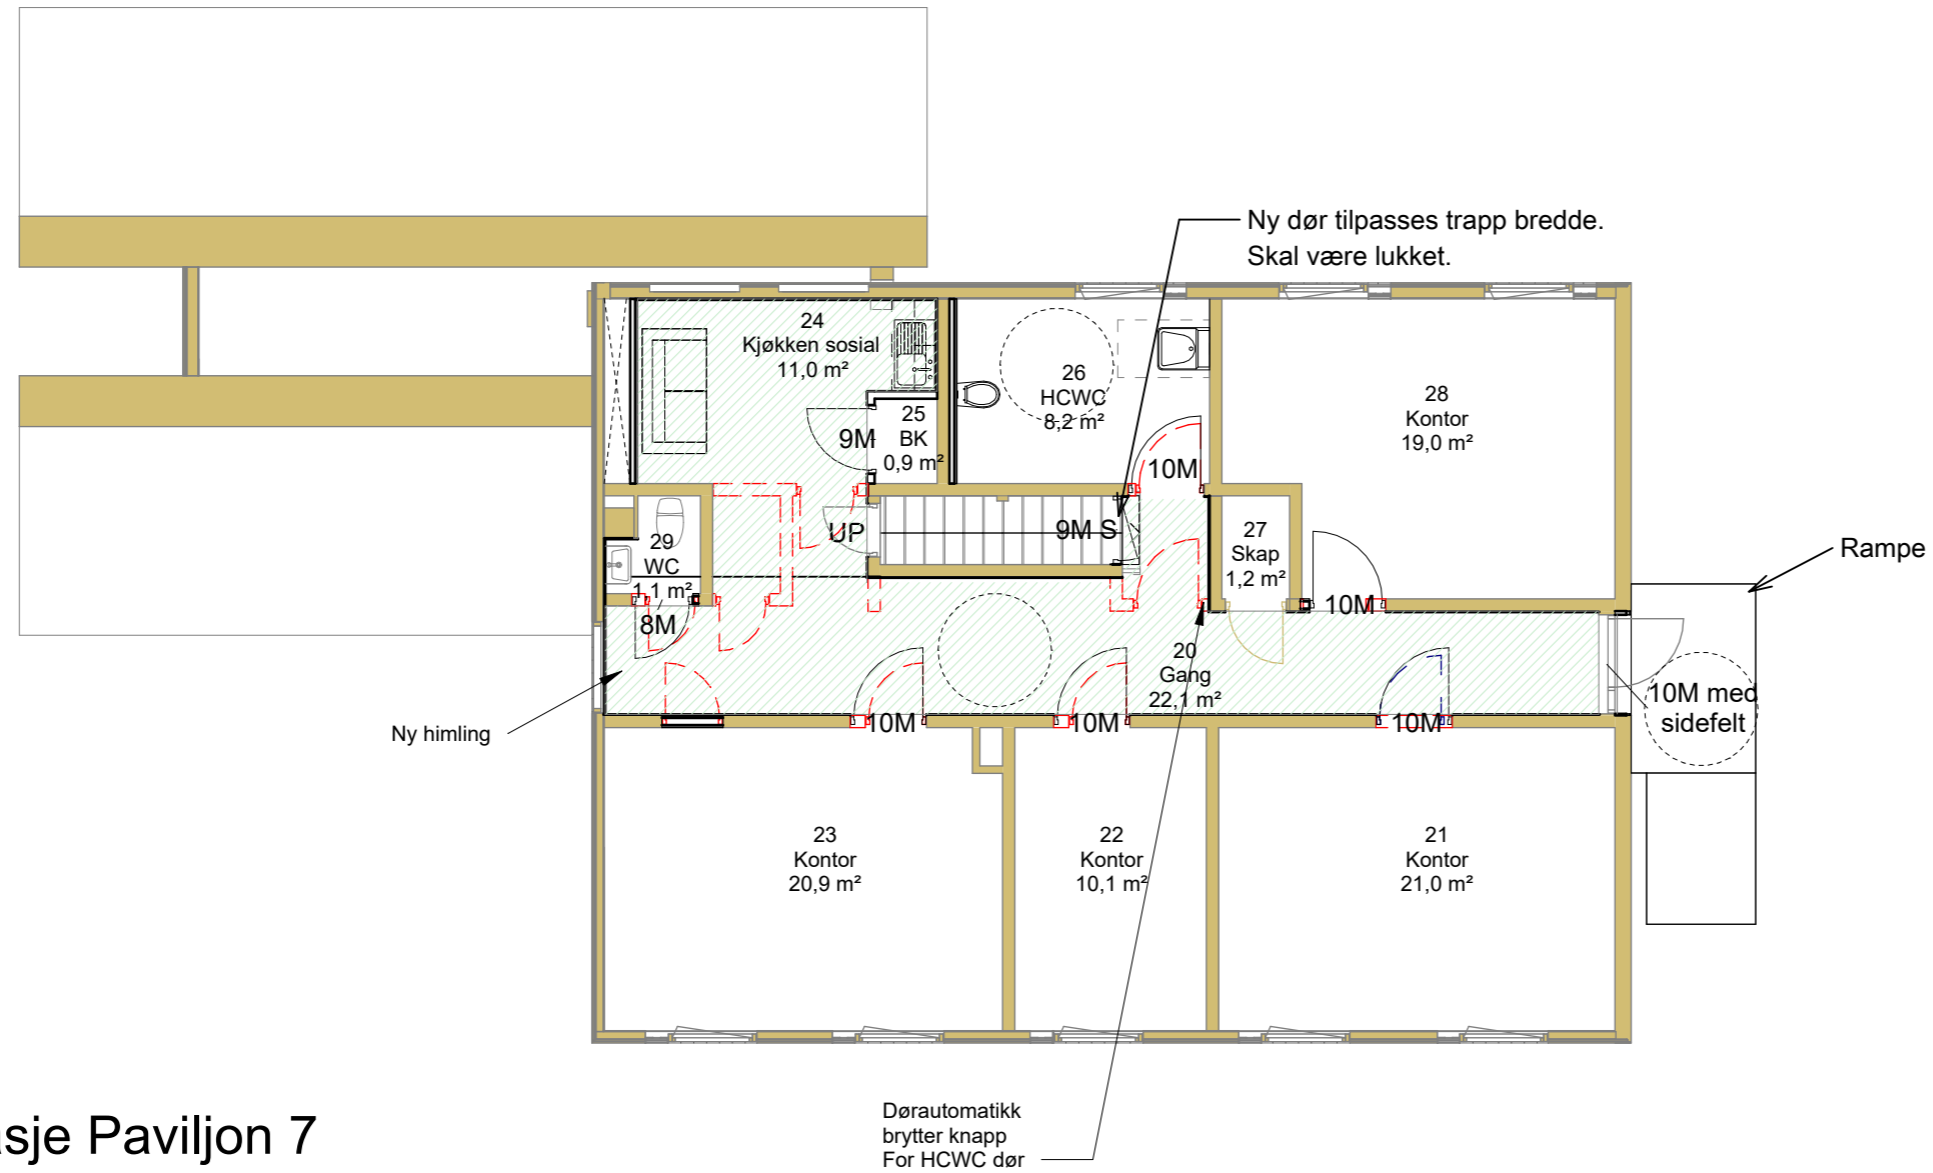 Ny dør tilpasses trapp bredde.
Skal være lukket.
24
Kjøkken sosial
11,0 m²
26
HCWC
8,2 m²
28
Kontor
19,0 m²
9M
25
BK
0,9 m²
10M
UP
9M S
27
Skap
1,2 m²
Rampe
29
WC
1,1 m²
8M
10M
20
Gang
22,1 m²
10M med
sidefelt
Ny himling
10M
10M
10M
23
Kontor
20,9 m²
22
Kontor
10,1 m²
21
Kontor
21,0 m²
Dørautomatikk
brytter knapp
For HCWC dør
sje Paviljon 7